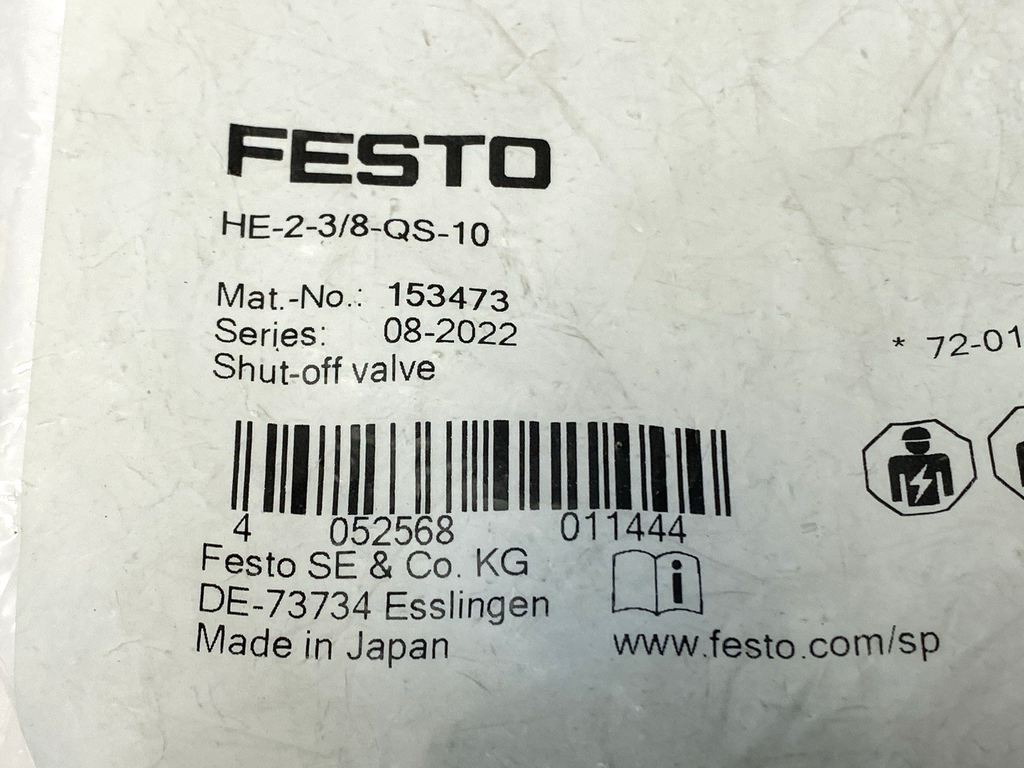 FESTO
HE-2-3/8-QS-10
Mat.-No.: 153473
Series: 08-2022
Shut-off valve
* 72-01
4 052568 011444
Festo SE & Co. KG
DE-73734 Esslingen
Made in Japan
i
www.festo.com/sp